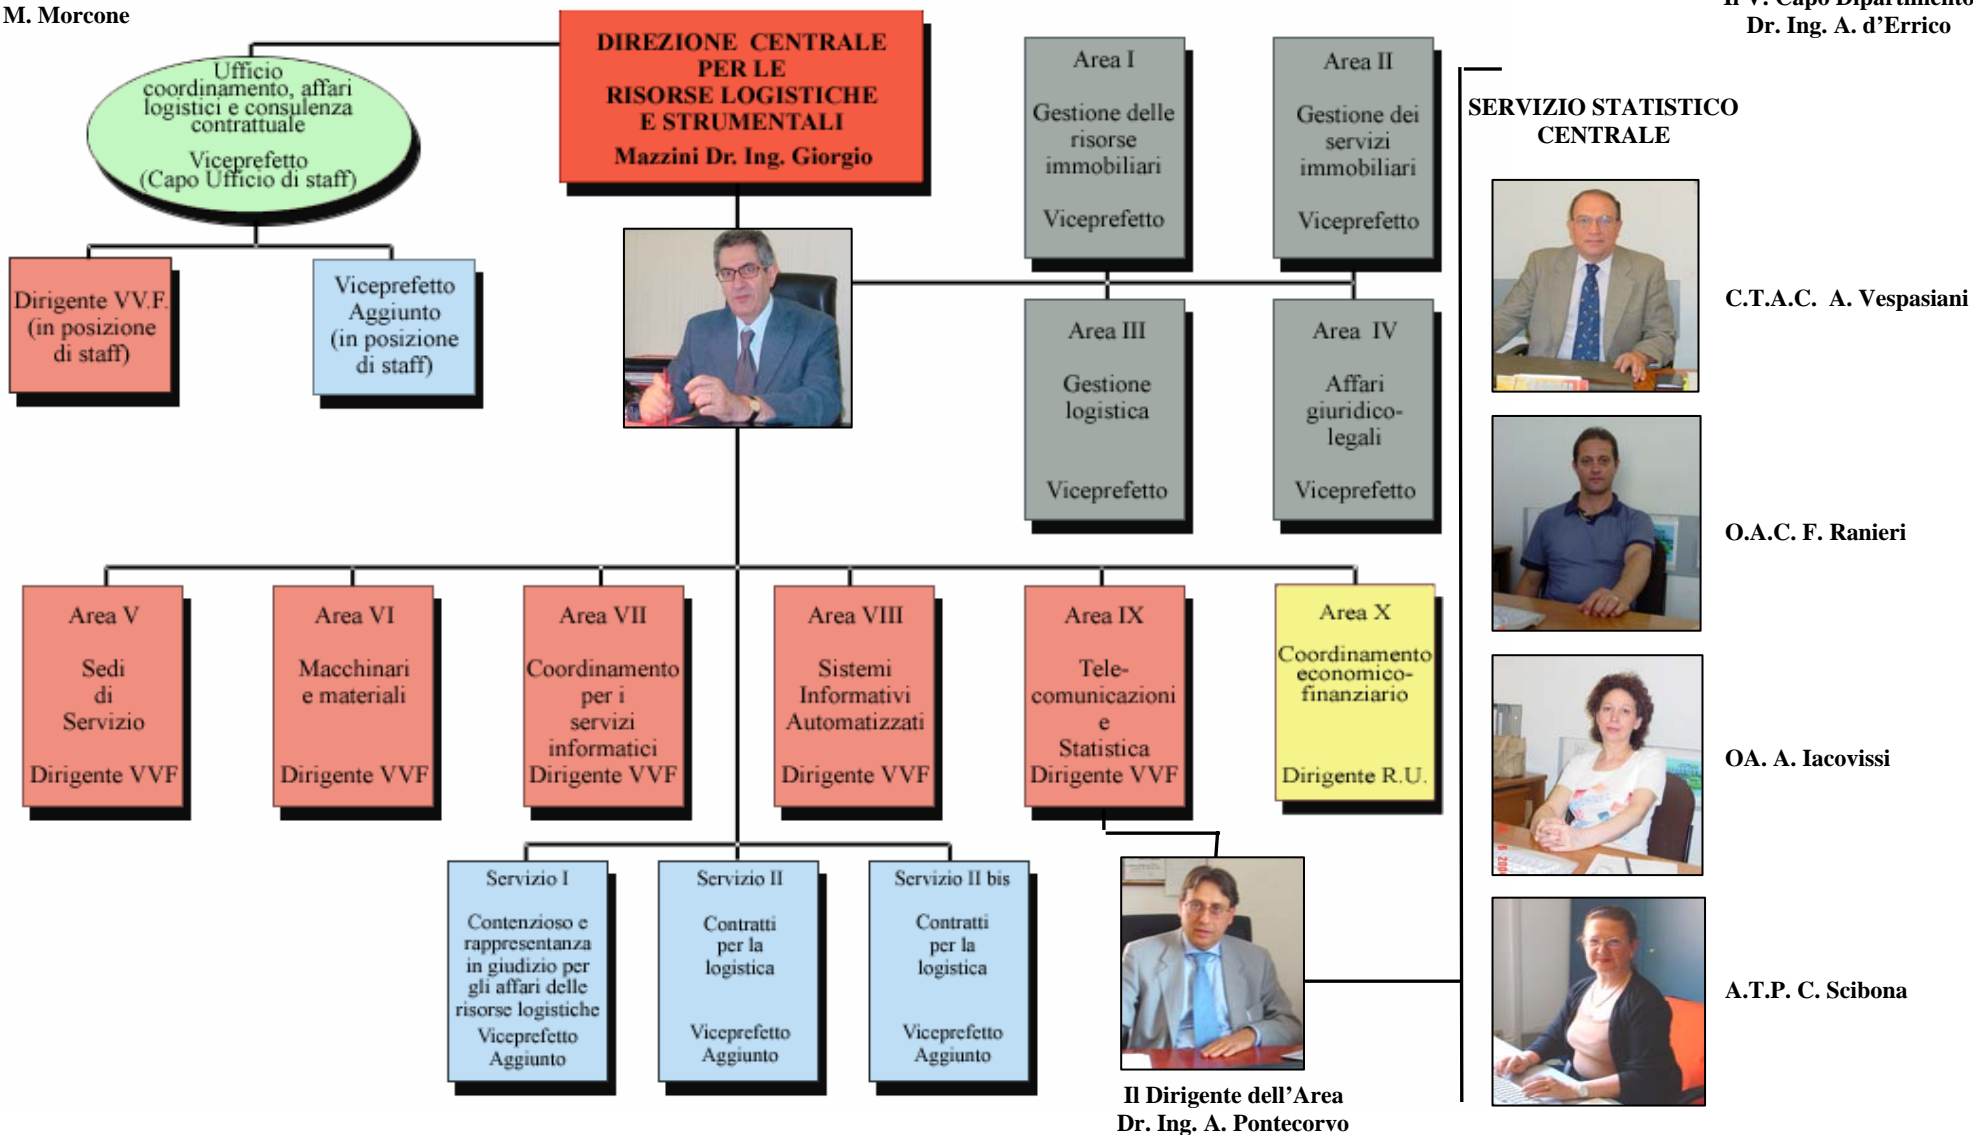 M. Morcone
Il V. Capo Dipartimento
Dr. Ing. A. d'Errico
DIREZIONE CENTRALE
PER LE
RISORSE LOGISTICHE
E STRUMENTALI
Mazzini Dr. Ing. Giorgio
Ufficio
coordinamento, affari
logistici e consulenza
contrattuale
Viceprefetto
(Capo Ufficio di staff)
Dirigente VV.F.
(in posizione
di staff)
Viceprefetto
Aggiunto
(in posizione
di staff)
Area I
Gestione delle
risorse
immobiliari
Viceprefetto
Area II
Gestione dei
servizi
immobiliari
Viceprefetto
Area III
Gestione
logistica
Viceprefetto
Area IV
Affari
giuridico-
legali
Viceprefetto
Area V
Sedi
di
Servizio
Dirigente VVF
Area VI
Macchinari
e materiali
Dirigente VVF
Area VII
Coordinamento
per i
servizi
informatici
Dirigente VVF
Area VIII
Sistemi
Informativi
Automatizzati
Dirigente VVF
Area IX
Tele-
comunicazioni
e
Statistica
Dirigente VVF
Area X
Coordinamento
economico-
finanziario
Dirigente R.U.
Servizio I
Contenzioso e
rappresentanza
in giudizio per
gli affari delle
risorse logistiche
Viceprefetto
Aggiunto
Servizio II
Contratti
per la
logistica
Viceprefetto
Aggiunto
Servizio II bis
Contratti
per la
logistica
Viceprefetto
Aggiunto
Il Dirigente dell'Area
Dr. Ing. A. Pontecorvo
SERVIZIO STATISTICO
CENTRALE
C.T.A.C. A. Vespasiani
O.A.C. F. Ranieri
OA. A. Iacovissi
A.T.P. C. Scibona